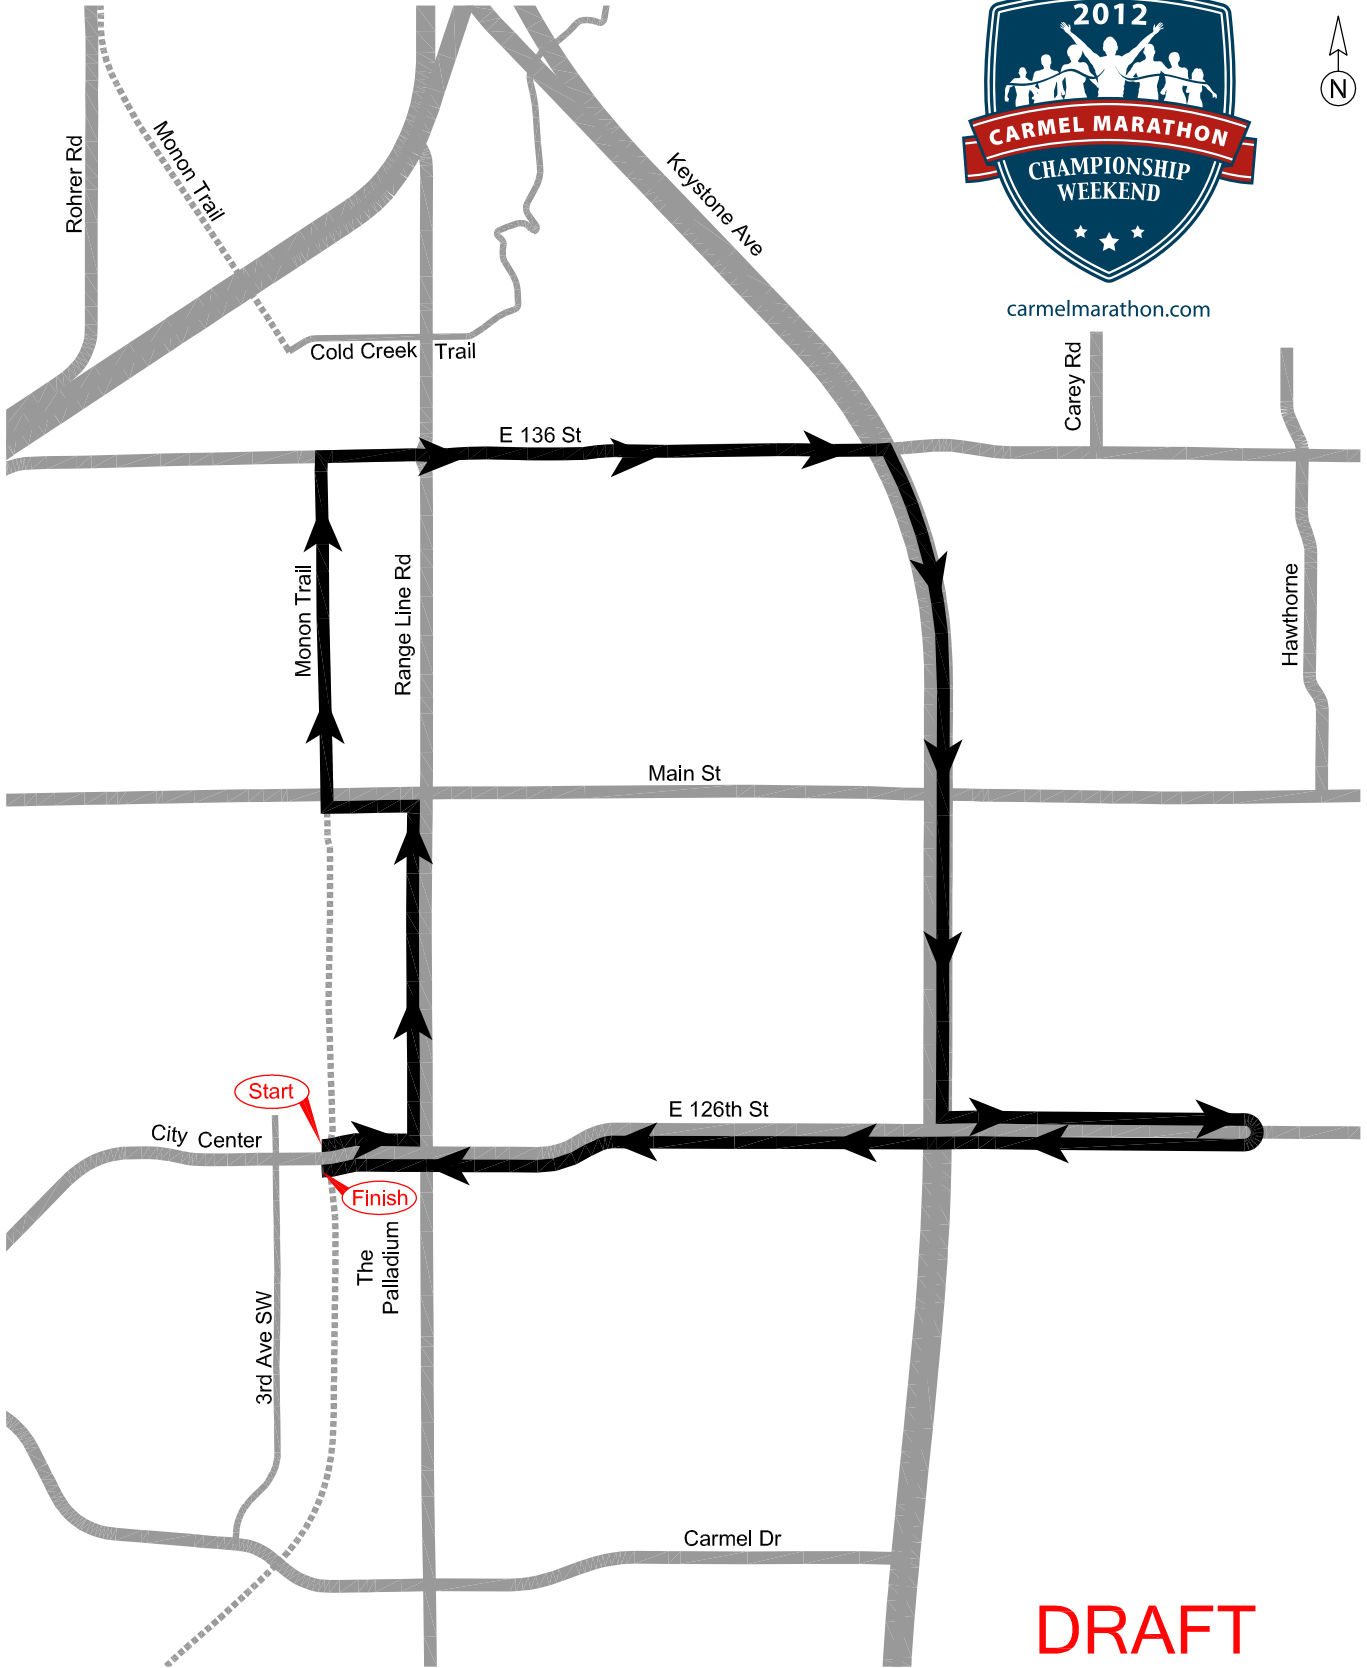 2012
CARMEL MARATHON
CHAMPIONSHIP
WEEKEND
N
carmelmarathon.com
Rohrer Rd
Monon Trail
Keystone Ave
Cold Creek Trail
Carey Rd
E 136 St
Monon Trail
Range Line Rd
Hawthorne
Main St
Start
E 126th St
City Center
Finish
The
Palladium
3rd Ave SW
Carmel Dr
DRAFT